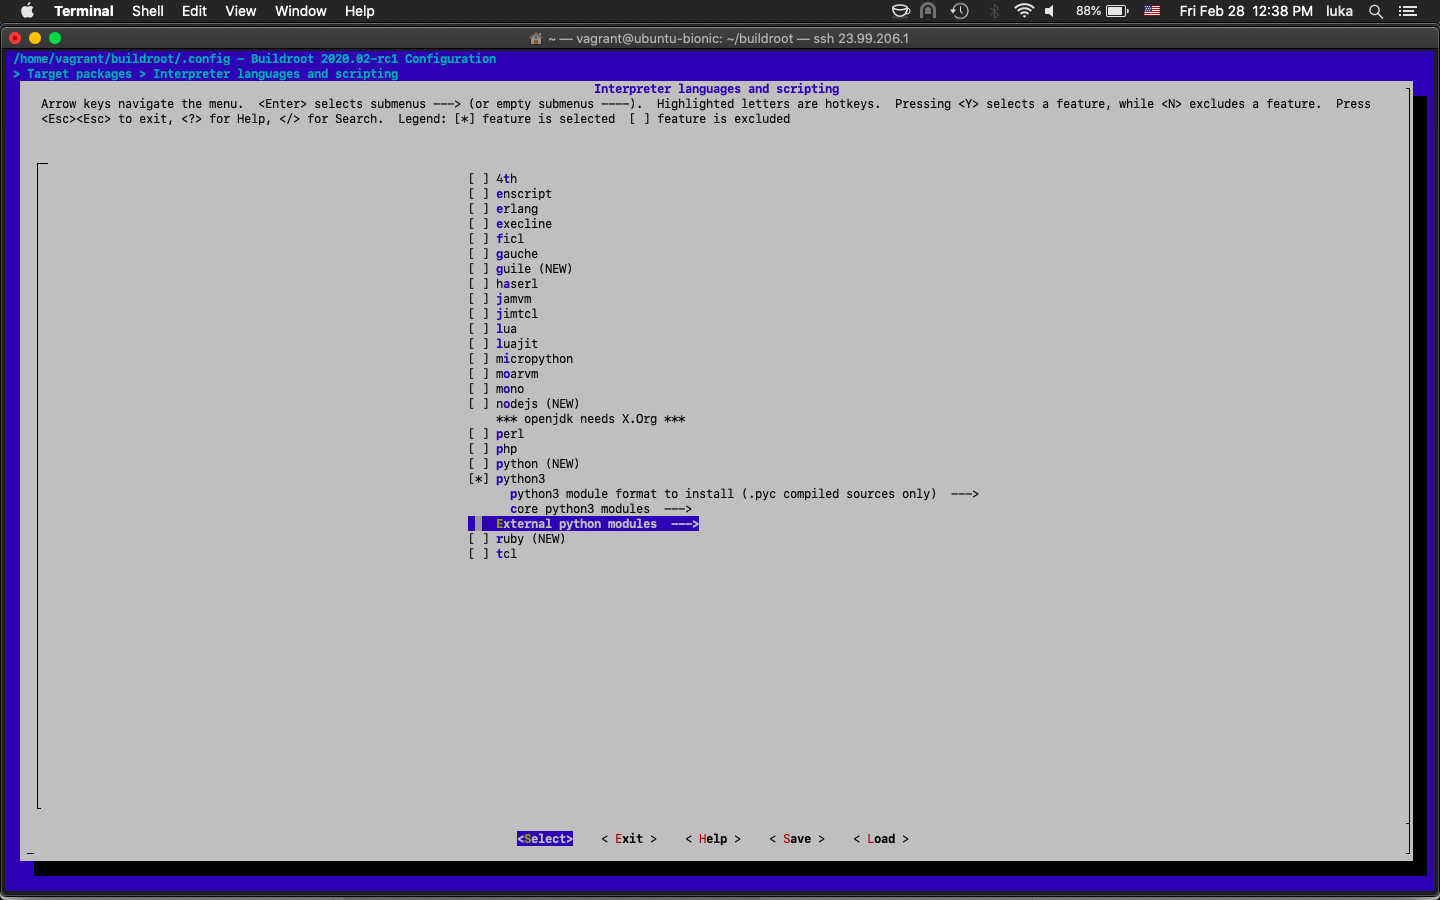 Terminal Shell Edit View Window Help 88% Fri Feb 28 12:38 PM luka
~ — vagrant@ubuntu-bionic: ~/buildroot — ssh 23.99.206.1
/home/vagrant/buildroot/.config - Buildroot 2020.02-rc1 Configuration
> Target packages > Interpreter languages and scripting
Interpreter languages and scripting
Arrow keys navigate the menu.  <Enter> selects submenus ---> (or empty submenus ----).  Highlighted letters are hotkeys.  Pressing <Y> selects a feature, while <N> excludes a feature.  Press
<Esc><Esc> to exit, <?> for Help, </> for Search.  Legend: [*] feature is selected  [ ] feature is excluded
[ ] 4th
[ ] enscript
[ ] erlang
[ ] execline
[ ] ficl
[ ] gauche
[ ] guile (NEW)
[ ] haserl
[ ] jamvm
[ ] jimtcl
[ ] lua
[ ] luajit
[ ] micropython
[ ] moarvm
[ ] mono
[ ] nodejs (NEW)
*** openjdk needs X.Org ***
[ ] perl
[ ] php
[ ] python (NEW)
[*] python3
python3 module format to install (.pyc compiled sources only)  --->
core python3 modules  --->
External python modules  --->
[ ] ruby (NEW)
[ ] tcl
<Select>    < Exit >    < Help >    < Save >    < Load >